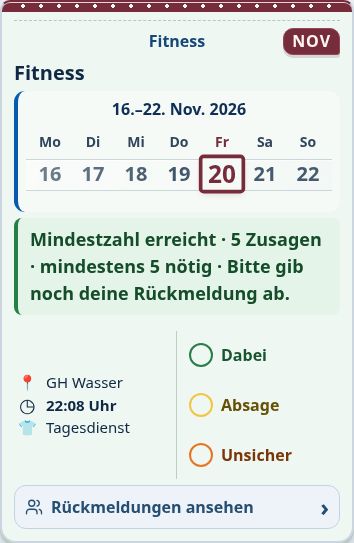 Fitness
NOV
Fitness
16.–22. Nov. 2026
Mo Di Mi Do Fr Sa So
16 17 18 19 20 21 22
Mindestzahl erreicht · 5 Zusagen
· mindestens 5 nötig · Bitte gib
noch deine Rückmeldung ab.
GH Wasser
22:08 Uhr
Tagesdienst
Dabei
Absage
Unsicher
Rückmeldungen ansehen ›